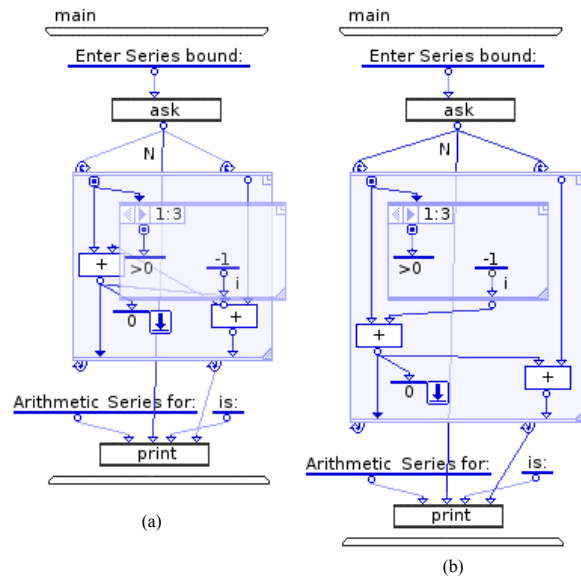 main
Enter Series bound:
ask
N
1:3
>0
-1
i
+
0
+
Arithmetic Series for: is:
print
(a)
main
Enter Series bound:
ask
N
1:3
>0
-1
i
+
0
+
Arithmetic Series for: is:
print
(b)